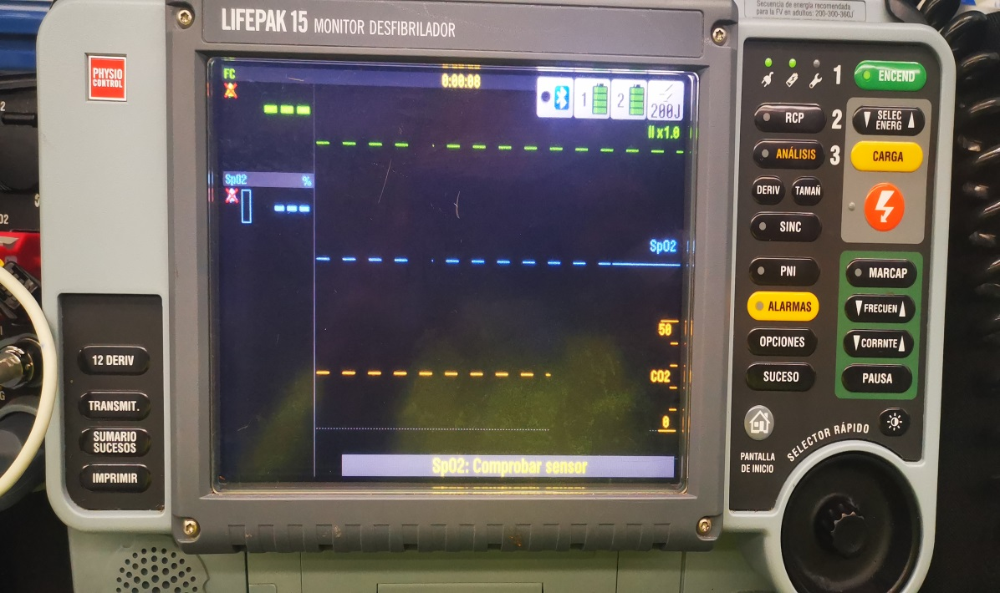 Secuencia de energía recomendada
para la FV en adultos: 200-300-360J
LIFEPAK 15 MONITOR DESFIBRILADOR
PHYSIO
CONTROL
FC
0:00:08
1
2
200J
II x1.0
SpO2 %
SpO2
50
CO2
0
SpO2: Comprobar sensor
12 DERIV
TRANSMIT.
SUMARIO
SUCESOS
IMPRIMIR
1 ENCEND
RCP 2 SELEC
ENERG
ANÁLISIS 3 CARGA
DERIV TAMAÑ
SINC
PNI MARCAP
ALARMAS FRECUEN
OPCIONES CORRNTE
SUCESO PAUSA
SELECTOR RÁPIDO
PANTALLA
DE INICIO